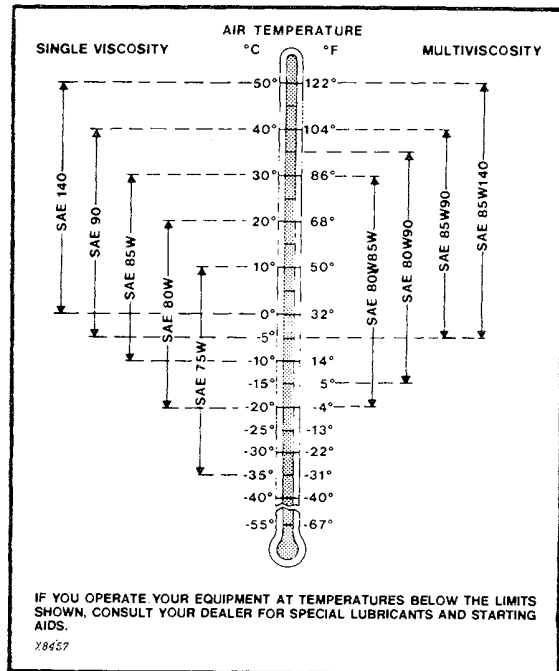 AIR TEMPERATURE
SINGLE VISCOSITY °C °F MULTIVISCOSITY
50° 122°
40° 104°
30° 86°
20° 68°
10° 50°
0° 32°
-5°
-10° 14°
-15° 5°
-20° -4°
-25° -13°
-30° -22°
-35° -31°
-40° -40°
-55° -67°
SAE 140
SAE 90
SAE 85W
SAE 80W
SAE 75W
SAE 80W85W
SAE 80W90
SAE 85W90
SAE 85W140
IF YOU OPERATE YOUR EQUIPMENT AT TEMPERATURES BELOW THE LIMITS
SHOWN, CONSULT YOUR DEALER FOR SPECIAL LUBRICANTS AND STARTING
AIDS.
X8457